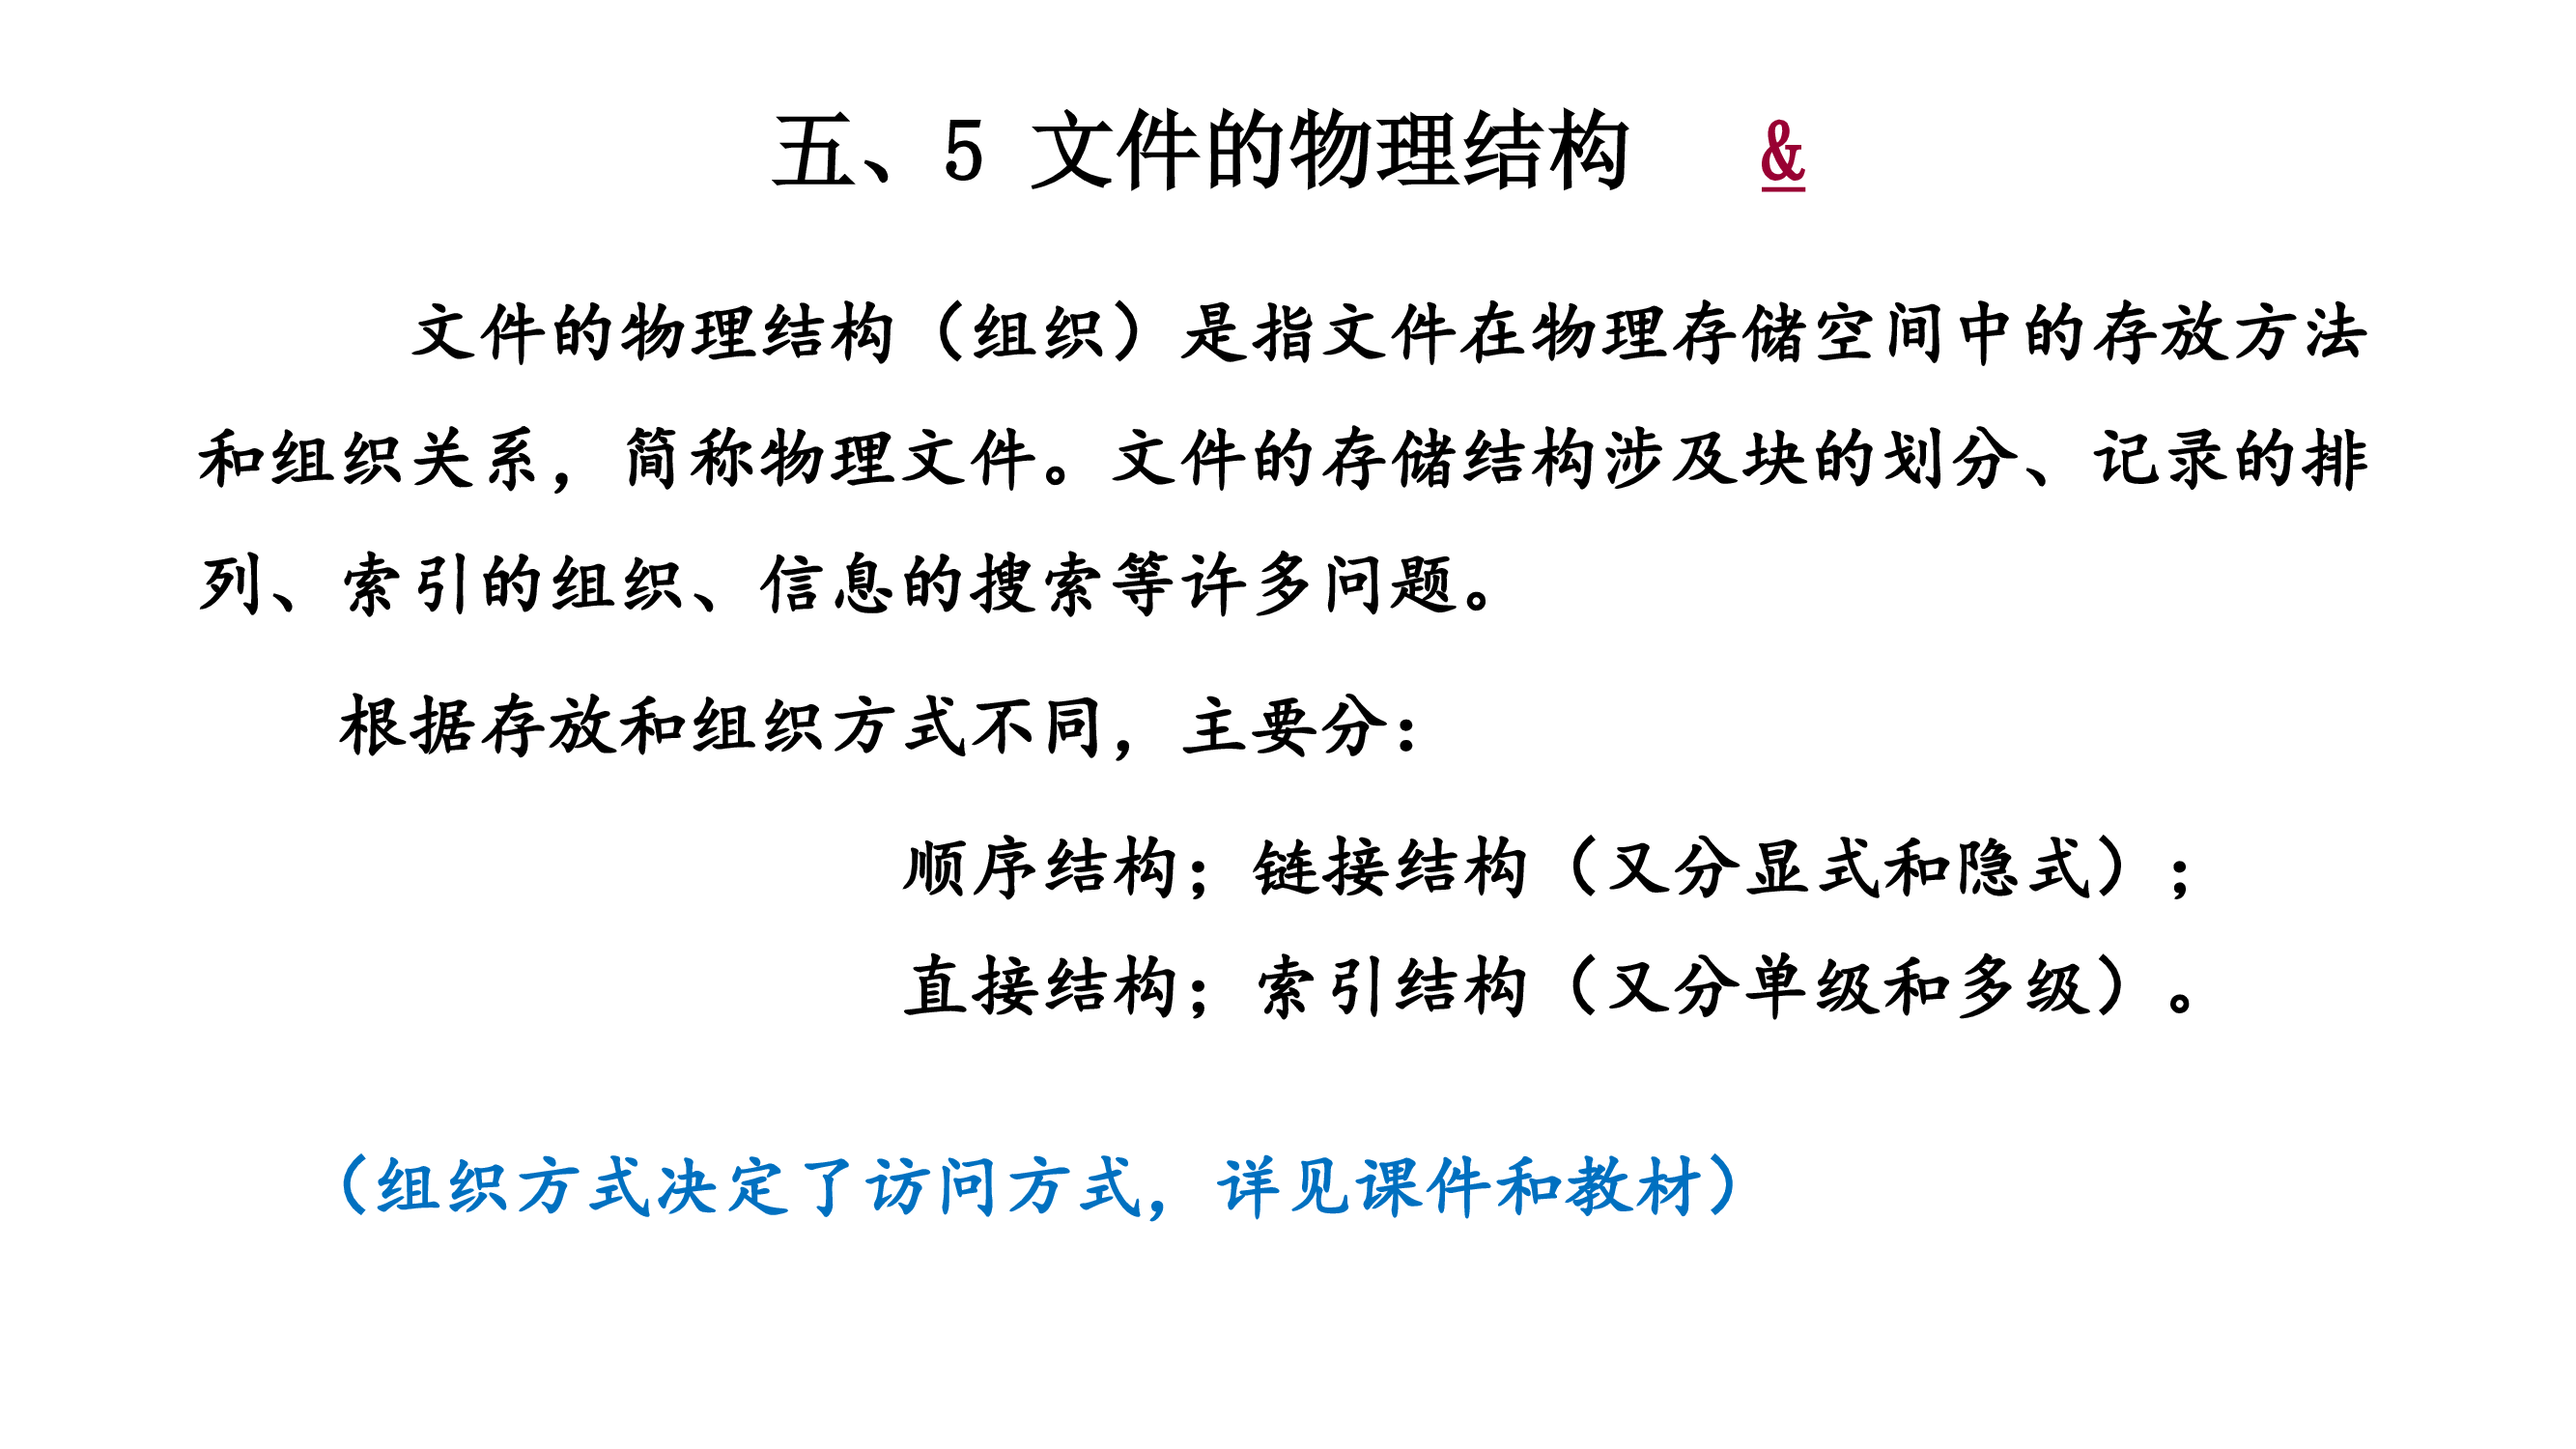 五、5 文件的物理结构 &
文件的物理结构（组织）是指文件在物理存储空间中的存放方法
和组织关系，简称物理文件。文件的存储结构涉及块的划分、记录的排
列、索引的组织、信息的搜索等许多问题。
根据存放和组织方式不同，主要分：
顺序结构；链接结构（又分显式和隐式）；
直接结构；索引结构（又分单级和多级）。
（组织方式决定了访问方式，详见课件和教材）